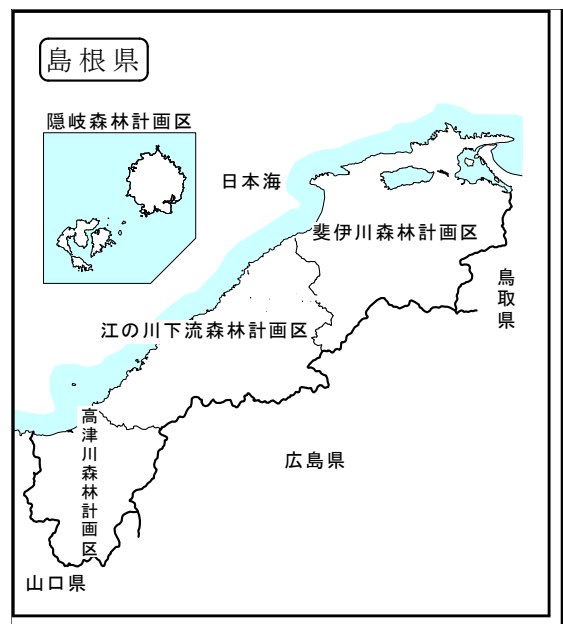 島根県
隠岐森林計画区
日本海
斐伊川森林計画区
鳥取県
江の川下流森林計画区
高津川森林計画区
広島県
山口県